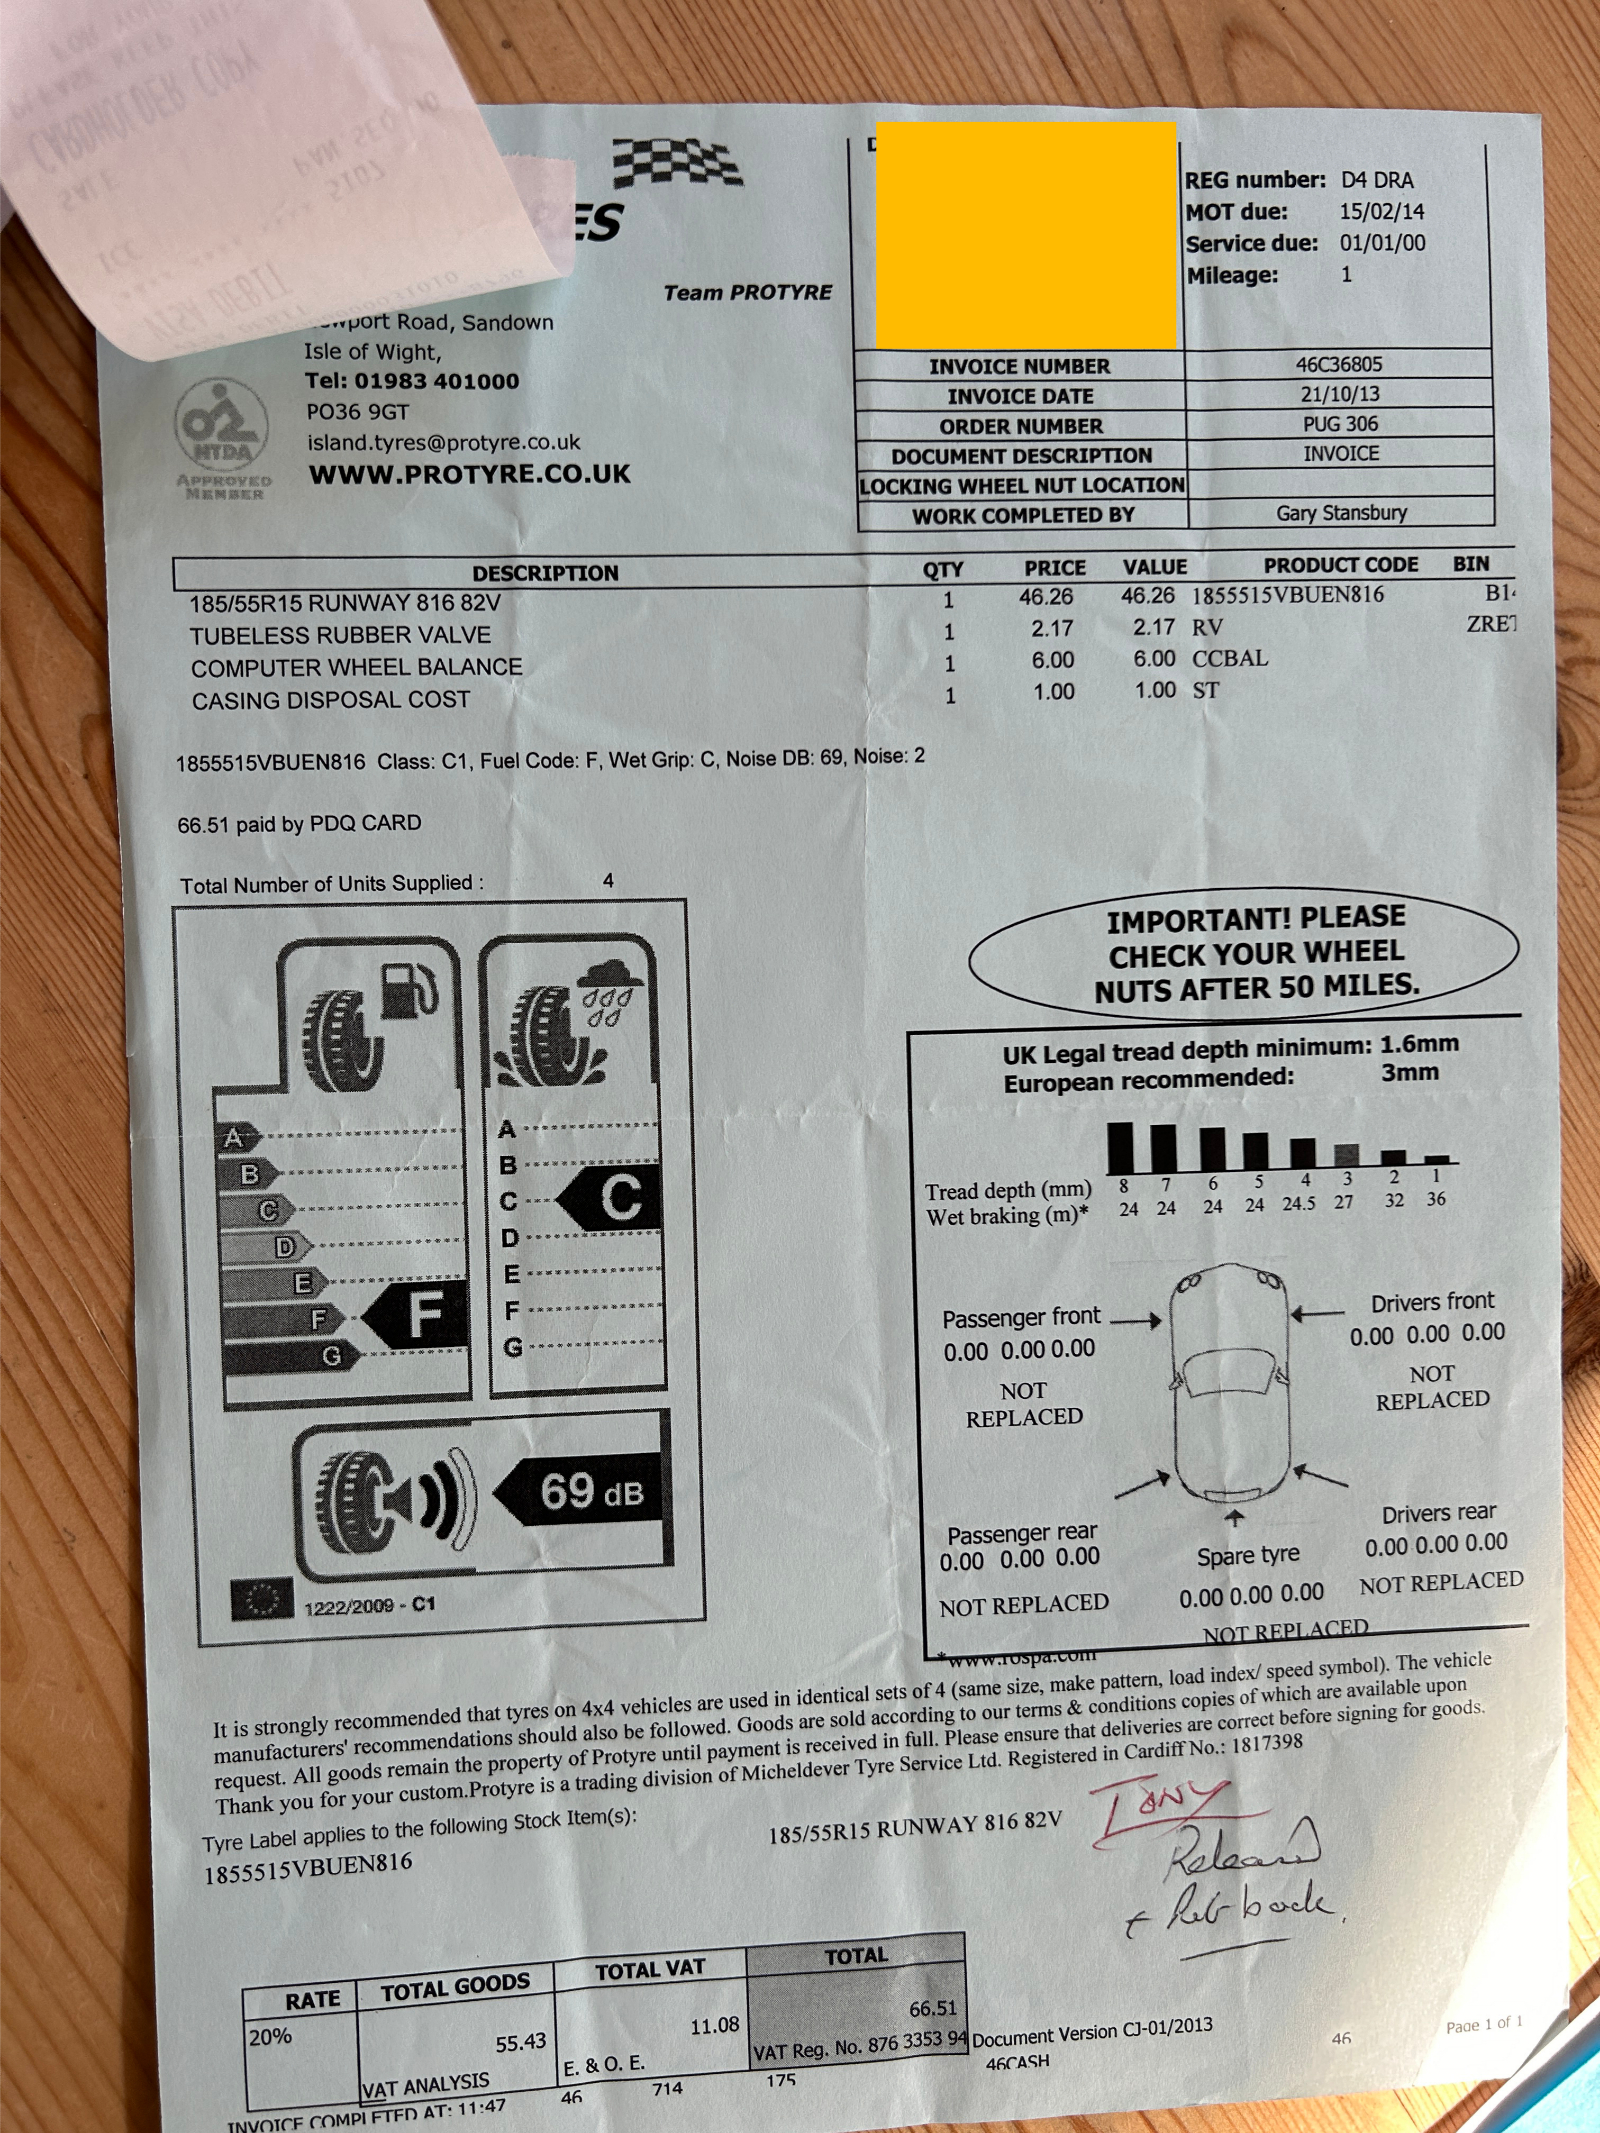 CARDHOLDER COPY
SALE
PAN SEQ
5107
ICC
VISA DEBIT
ES
Team PROTYRE
port Road, Sandown
Isle of Wight,
Tel: 01983 401000
PO36 9GT
island.tyres@protyre.co.uk
WWW.PROTYRE.CO.UK
NTDA
APPROVED
MEMBER
REG number: D4 DRA
MOT due: 15/02/14
Service due: 01/01/00
Mileage: 1
INVOICE NUMBER 46C36805
INVOICE DATE 21/10/13
ORDER NUMBER PUG 306
DOCUMENT DESCRIPTION INVOICE
LOCKING WHEEL NUT LOCATION
WORK COMPLETED BY Gary Stansbury
DESCRIPTION QTY PRICE VALUE PRODUCT CODE BIN
185/55R15 RUNWAY 816 82V 1 46.26 46.26 1855515VBUEN816 B14
TUBELESS RUBBER VALVE 1 2.17 2.17 RV ZRET
COMPUTER WHEEL BALANCE 1 6.00 6.00 CCBAL
CASING DISPOSAL COST 1 1.00 1.00 ST
1855515VBUEN816 Class: C1, Fuel Code: F, Wet Grip: C, Noise DB: 69, Noise: 2
66.51 paid by PDQ CARD
Total Number of Units Supplied : 4
A
B
C
D
E
F
G
F
A
B
C
D
E
F
G
C
69 dB
1222/2009 - C1
IMPORTANT! PLEASE
CHECK YOUR WHEEL
NUTS AFTER 50 MILES.
UK Legal tread depth minimum: 1.6mm
European recommended: 3mm
Tread depth (mm) 8 7 6 5 4 3 2 1
Wet braking (m)* 24 24 24 24 24.5 27 32 36
Passenger front
0.00 0.00 0.00
NOT
REPLACED
Drivers front
0.00 0.00 0.00
NOT
REPLACED
Passenger rear
0.00 0.00 0.00
NOT REPLACED
Spare tyre
0.00 0.00 0.00
NOT REPLACED
Drivers rear
0.00 0.00 0.00
NOT REPLACED
*www.rospa.com
It is strongly recommended that tyres on 4x4 vehicles are used in identical sets of 4 (same size, make pattern, load index/ speed symbol). The vehicle
manufacturers' recommendations should also be followed. Goods are sold according to our terms & conditions copies of which are available upon
request. All goods remain the property of Protyre until payment is received in full. Please ensure that deliveries are correct before signing for goods.
Thank you for your custom.Protyre is a trading division of Micheldever Tyre Service Ltd. Registered in Cardiff No.: 1817398
Tyre Label applies to the following Stock Item(s):
1855515VBUEN816
185/55R15 RUNWAY 816 82V
TONY
back
RATE TOTAL GOODS TOTAL VAT TOTAL
20% 55.43 11.08 66.51
VAT ANALYSIS E. & O. E. VAT Reg. No. 876 3353 94
Document Version CJ-01/2013
46CASH
46
Page 1 of 1
INVOICE COMPLETED AT: 11:47 46 714 175